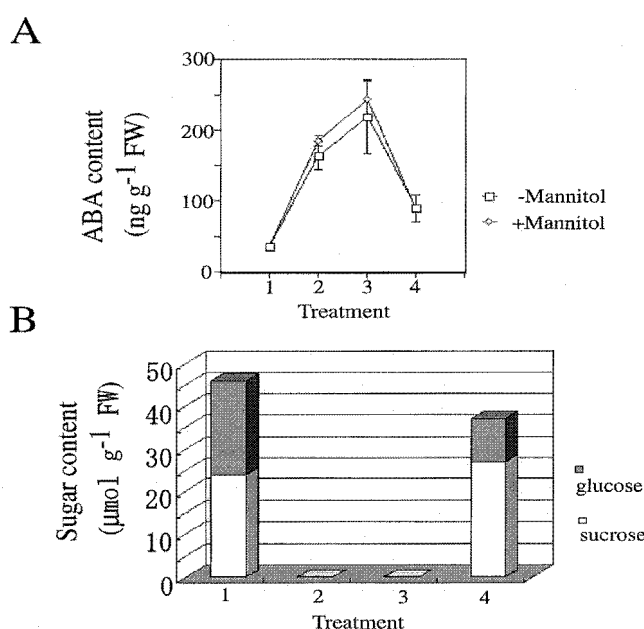 A
300
200
100
0
ABA content
(ng g⁻¹ FW)
1 2 3 4
Treatment
-Mannitol
+Mannitol
B
50
40
30
20
10
0
Sugar content
(µmol g⁻¹ FW)
1 2 3 4
Treatment
glucose
sucrose